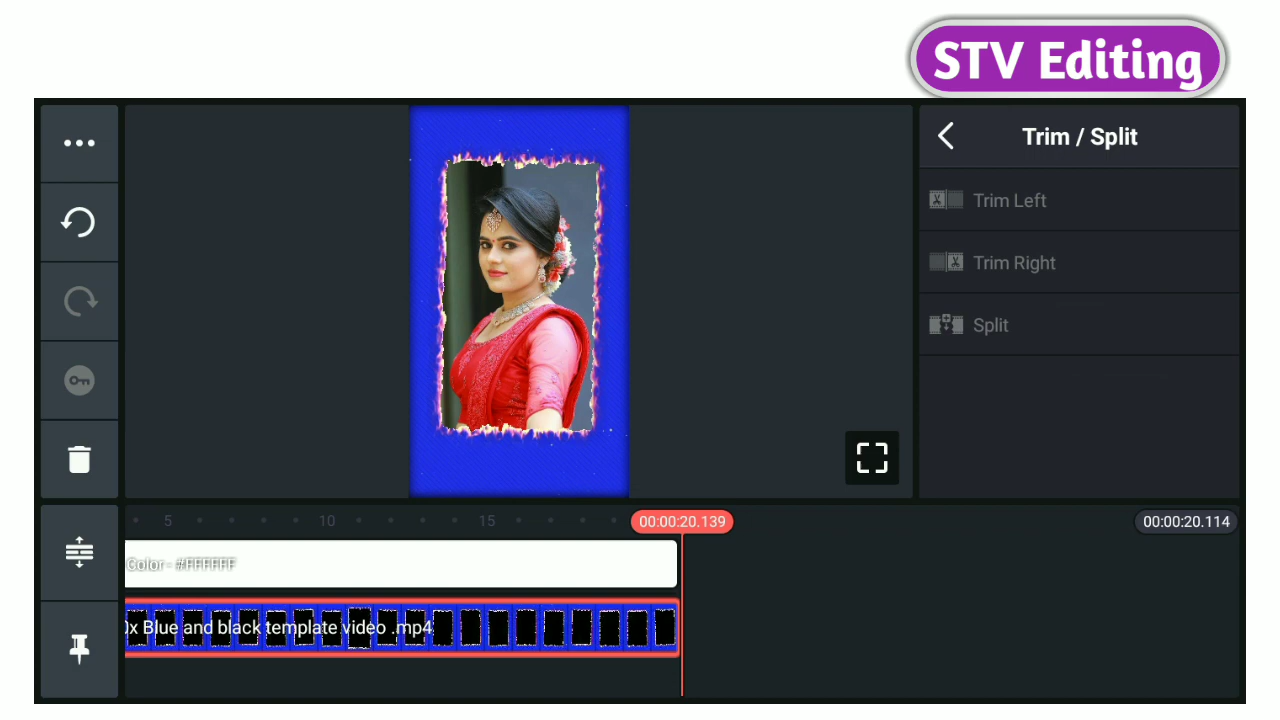 STV Editing
Trim / Split
Trim Left
Trim Right
Split
5
10
15
00:00:20.139
00:00:20.114
Color - #FFFFFF
0x Blue and black template video .mp4